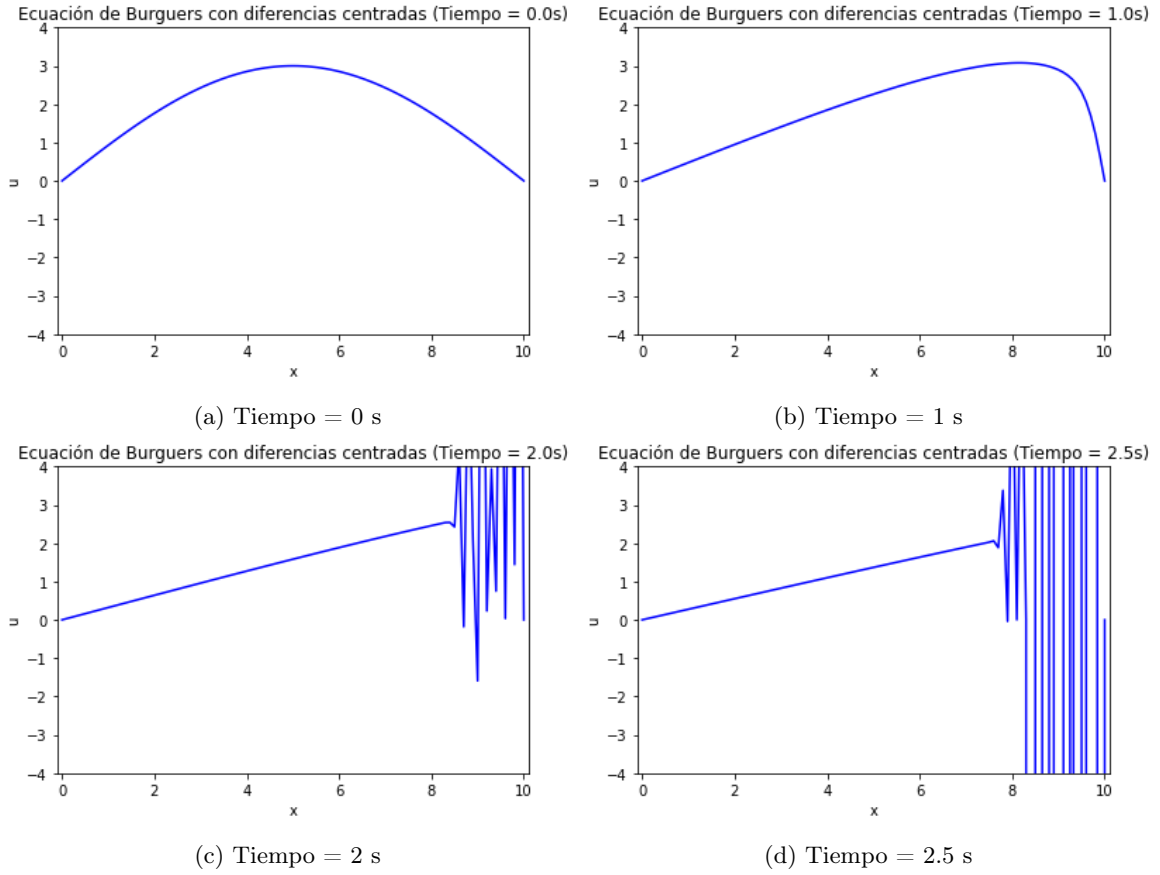 Ecuación de Burguers con diferencias centradas (Tiempo = 0.0s)
4
3
2
1
0
−1
−2
−3
−4
u
0 2 4 6 8 10
x
(a) Tiempo = 0 s
Ecuación de Burguers con diferencias centradas (Tiempo = 1.0s)
4
3
2
1
0
−1
−2
−3
−4
u
0 2 4 6 8 10
x
(b) Tiempo = 1 s
Ecuación de Burguers con diferencias centradas (Tiempo = 2.0s)
4
3
2
1
0
−1
−2
−3
−4
u
0 2 4 6 8 10
x
(c) Tiempo = 2 s
Ecuación de Burguers con diferencias centradas (Tiempo = 2.5s)
4
3
2
1
0
−1
−2
−3
−4
u
0 2 4 6 8 10
x
(d) Tiempo = 2.5 s